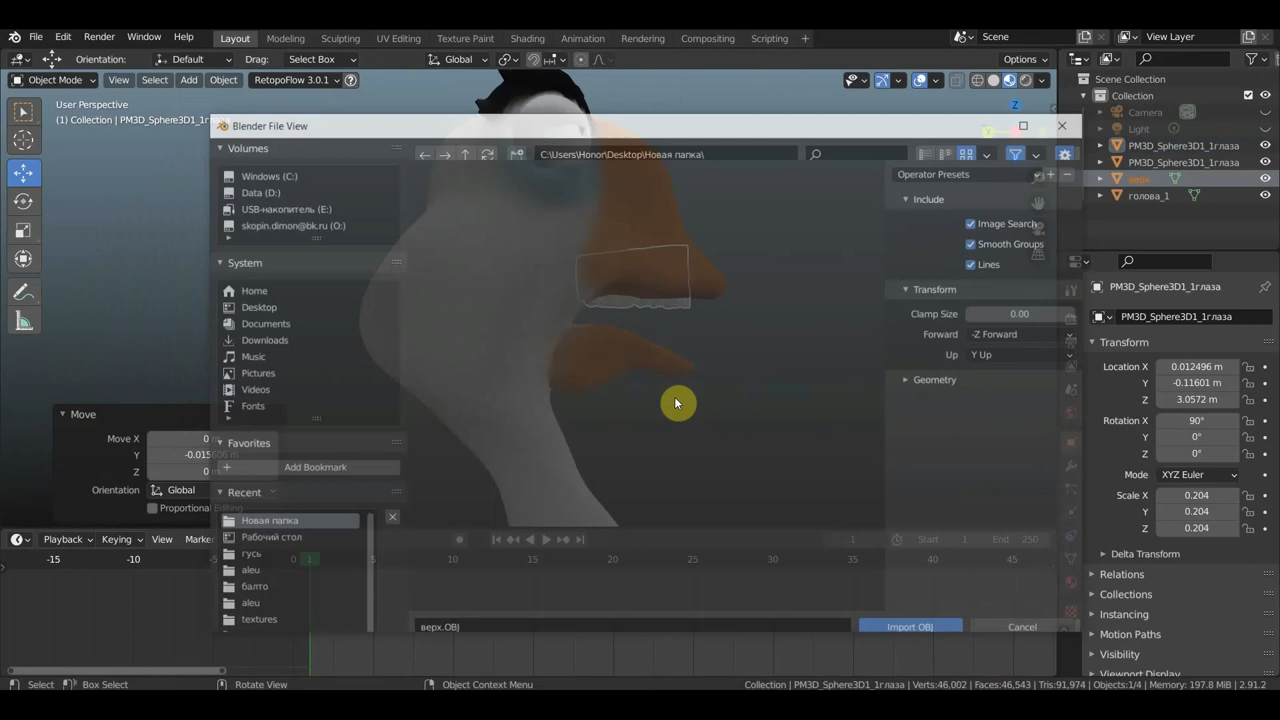 File Edit Render Window Help Layout Modeling Sculpting UV Editing Texture Paint Shading Animation Rendering Compositing Scripting + Scene View Layer
Orientation: Default Drag: Select Box Global Options
Object Mode View Select Add Object RetopoFlow 3.0.1
User Perspective
(1) Collection | PM3D_Sphere3D1_1глаза
Z
Scene Collection
Collection
Camera
Light
PM3D_Sphere3D1_1глаза
PM3D_Sphere3D1_1глаза
верх
голова_1
Blender File View
Volumes
C:\Users\Honor\Desktop\Новая папка\
Windows (C:)
Data (D:)
USB-накопитель (E:)
skopin.dimon@bk.ru (O:)
System
Home
Desktop
Documents
Downloads
Music
Pictures
Videos
Fonts
Favorites
Add Bookmark
Recent
Новая папка
Рабочий стол
гусь
aleu
балто
aleu
textures
верх.OBJ
Import OBJ Cancel
Operator Presets
Include
Image Search
Smooth Groups
Lines
Transform
Clamp Size 0.00
Forward -Z Forward
Up Y Up
Geometry
Move
Move X 0
Y -0.015606 m
Z 0
Orientation Global
Proportional Editing
PM3D_Sphere3D1_1глаза
PM3D_Sphere3D1_1глаза
Transform
Location X 0.012496 m
Y -0.11601 m
Z 3.0572 m
Rotation X 90°
Y 0°
Z 0°
Mode XYZ Euler
Scale X 0.204
Y 0.204
Z 0.204
Delta Transform
Relations
Collections
Instancing
Motion Paths
Visibility
Viewport Display
Playback Keying View 1 Start 1 End 250
-15 -10 0 1 5 10 15 20 25 30 35 40 45
Select Box Select Rotate View Object Context Menu Collection | PM3D_Sphere3D1_1глаза | Verts:46,002 | Faces:46,543 | Tris:91,974 | Objects:1/4 | Memory: 197.8 MiB | 2.91.2